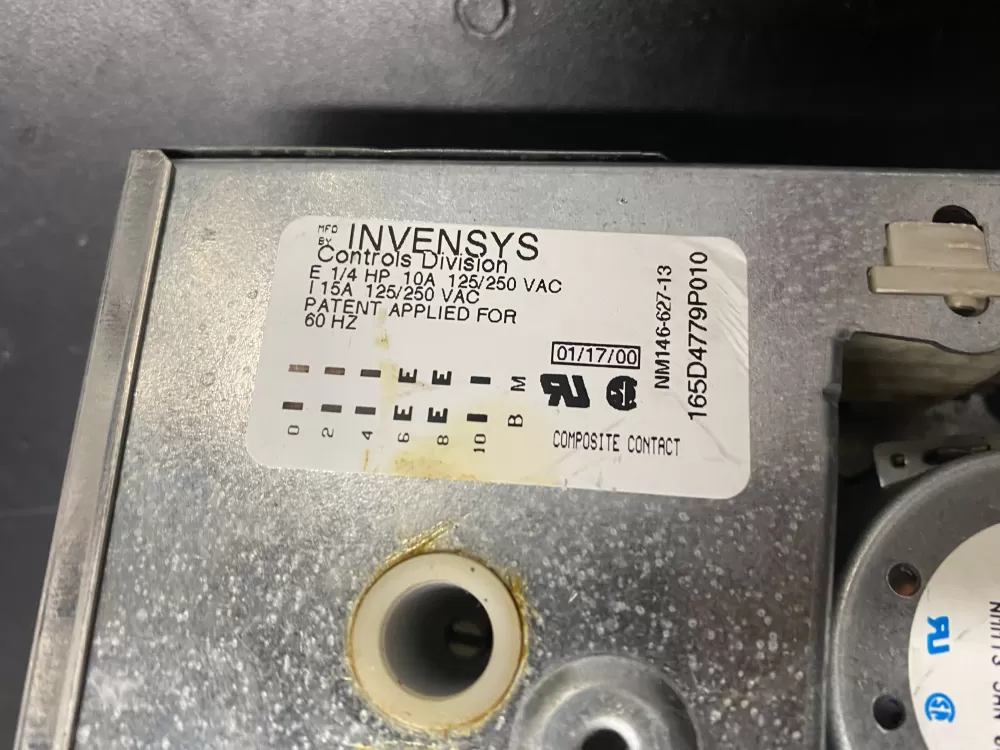 MFD BY INVENSYS
Controls Division
E 1/4 HP 10A 125/250 VAC
I 15A 125/250 VAC
PATENT APPLIED FOR
60 HZ
01/17/00
E E M
E E B
0 2 4 6 8 10
COMPOSITE CONTACT
NM146-627-13
165D4779P010